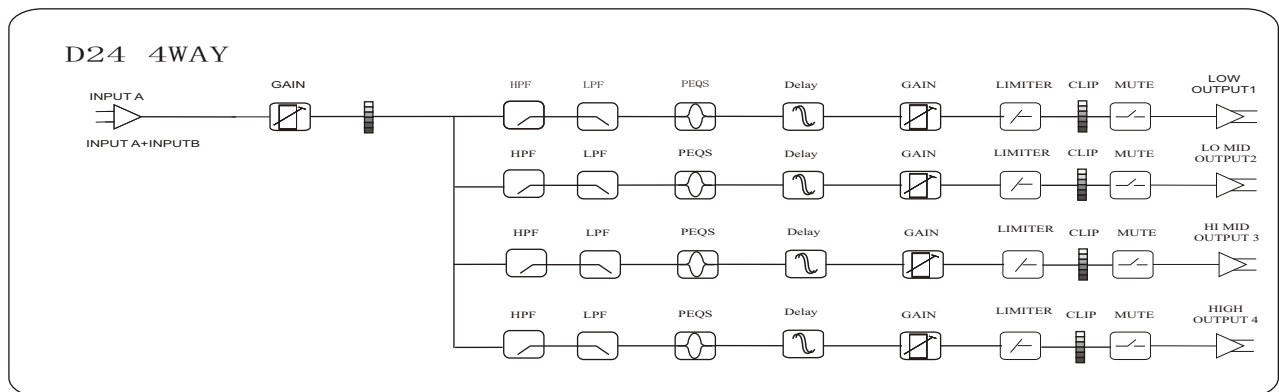 D24 4WAY
INPUT A
INPUT A+INPUTB
GAIN
HPF LPF PEQS Delay GAIN LIMITER CLIP MUTE LOW
OUTPUT1
HPF LPF PEQS Delay GAIN LIMITER CLIP MUTE LO MID
OUTPUT2
HPF LPF PEQS Delay GAIN LIMITER CLIP MUTE HI MID
OUTPUT 3
HPF LPF PEQS Delay GAIN LIMITER CLIP MUTE HIGH
OUTPUT 4